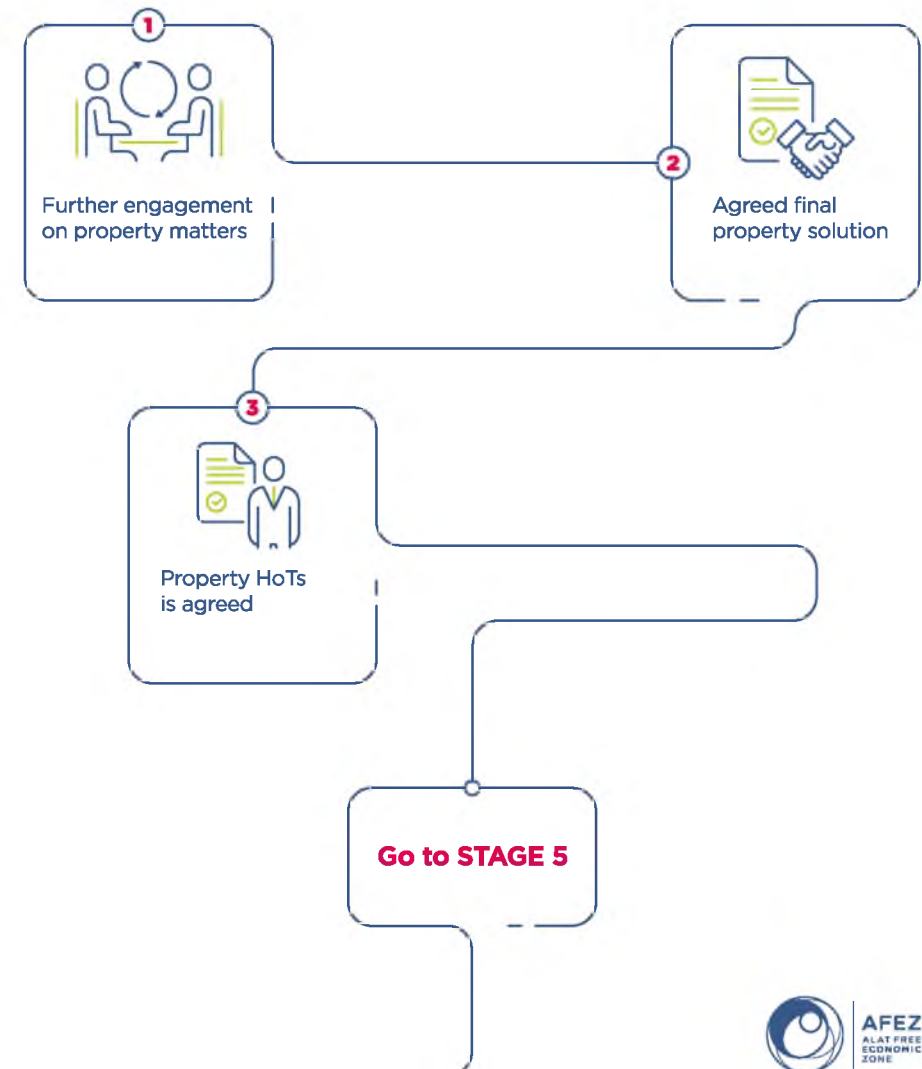 1
Further engagement
on property matters
2
Agreed final
property solution
3
Property HoTs
is agreed
Go to STAGE 5
AFEZ
ALAT FREE
ECONOMIC
ZONE